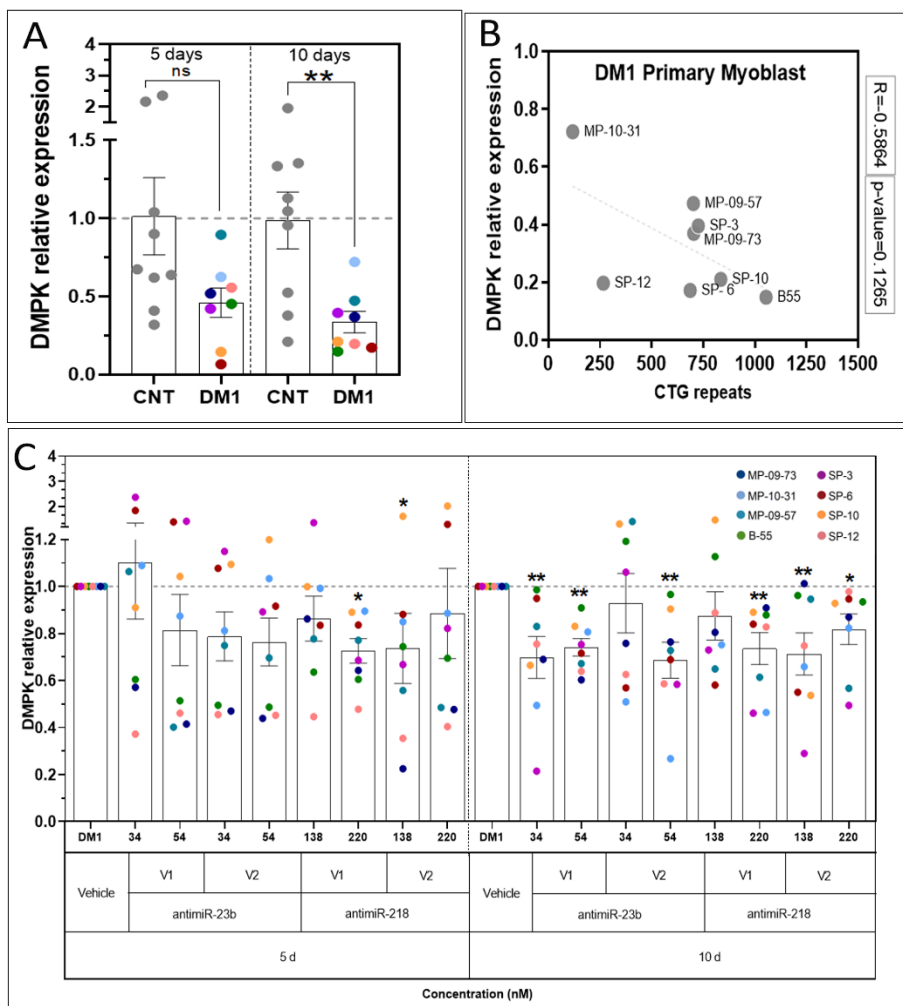 A
DMPK relative expression
4
3
2
1.5
1.0
0.5
0.0
5 days
10 days
ns
**
CNT
DM1
CNT
DM1
B
DM1 Primary Myoblast
DMPK relative expression
1.0
0.8
0.6
0.4
0.2
0.0
MP-10-31
MP-09-57
SP-3
MP-09-73
SP-12
SP-10
SP- 6
B55
0
250
500
750
1000
1250
1500
CTG repeats
R=-0.5864
p-value=0.1265
C
DMPK relative expression
4
3
2
1.0
0.8
0.6
0.4
0.2
0.0
*
*
**
**
**
**
**
*
MP-09-73
SP-3
MP-10-31
SP-6
MP-09-57
SP-10
B-55
SP-12
DM1 34 54 34 54 138 220 138 220 DM1 34 54 34 54 138 220 138 220
Vehicle V1 V2 V1 V2 Vehicle V1 V2 V1 V2
antimiR-23b antimiR-218 antimiR-23b antimiR-218
5 d 10 d
Concentration (nM)